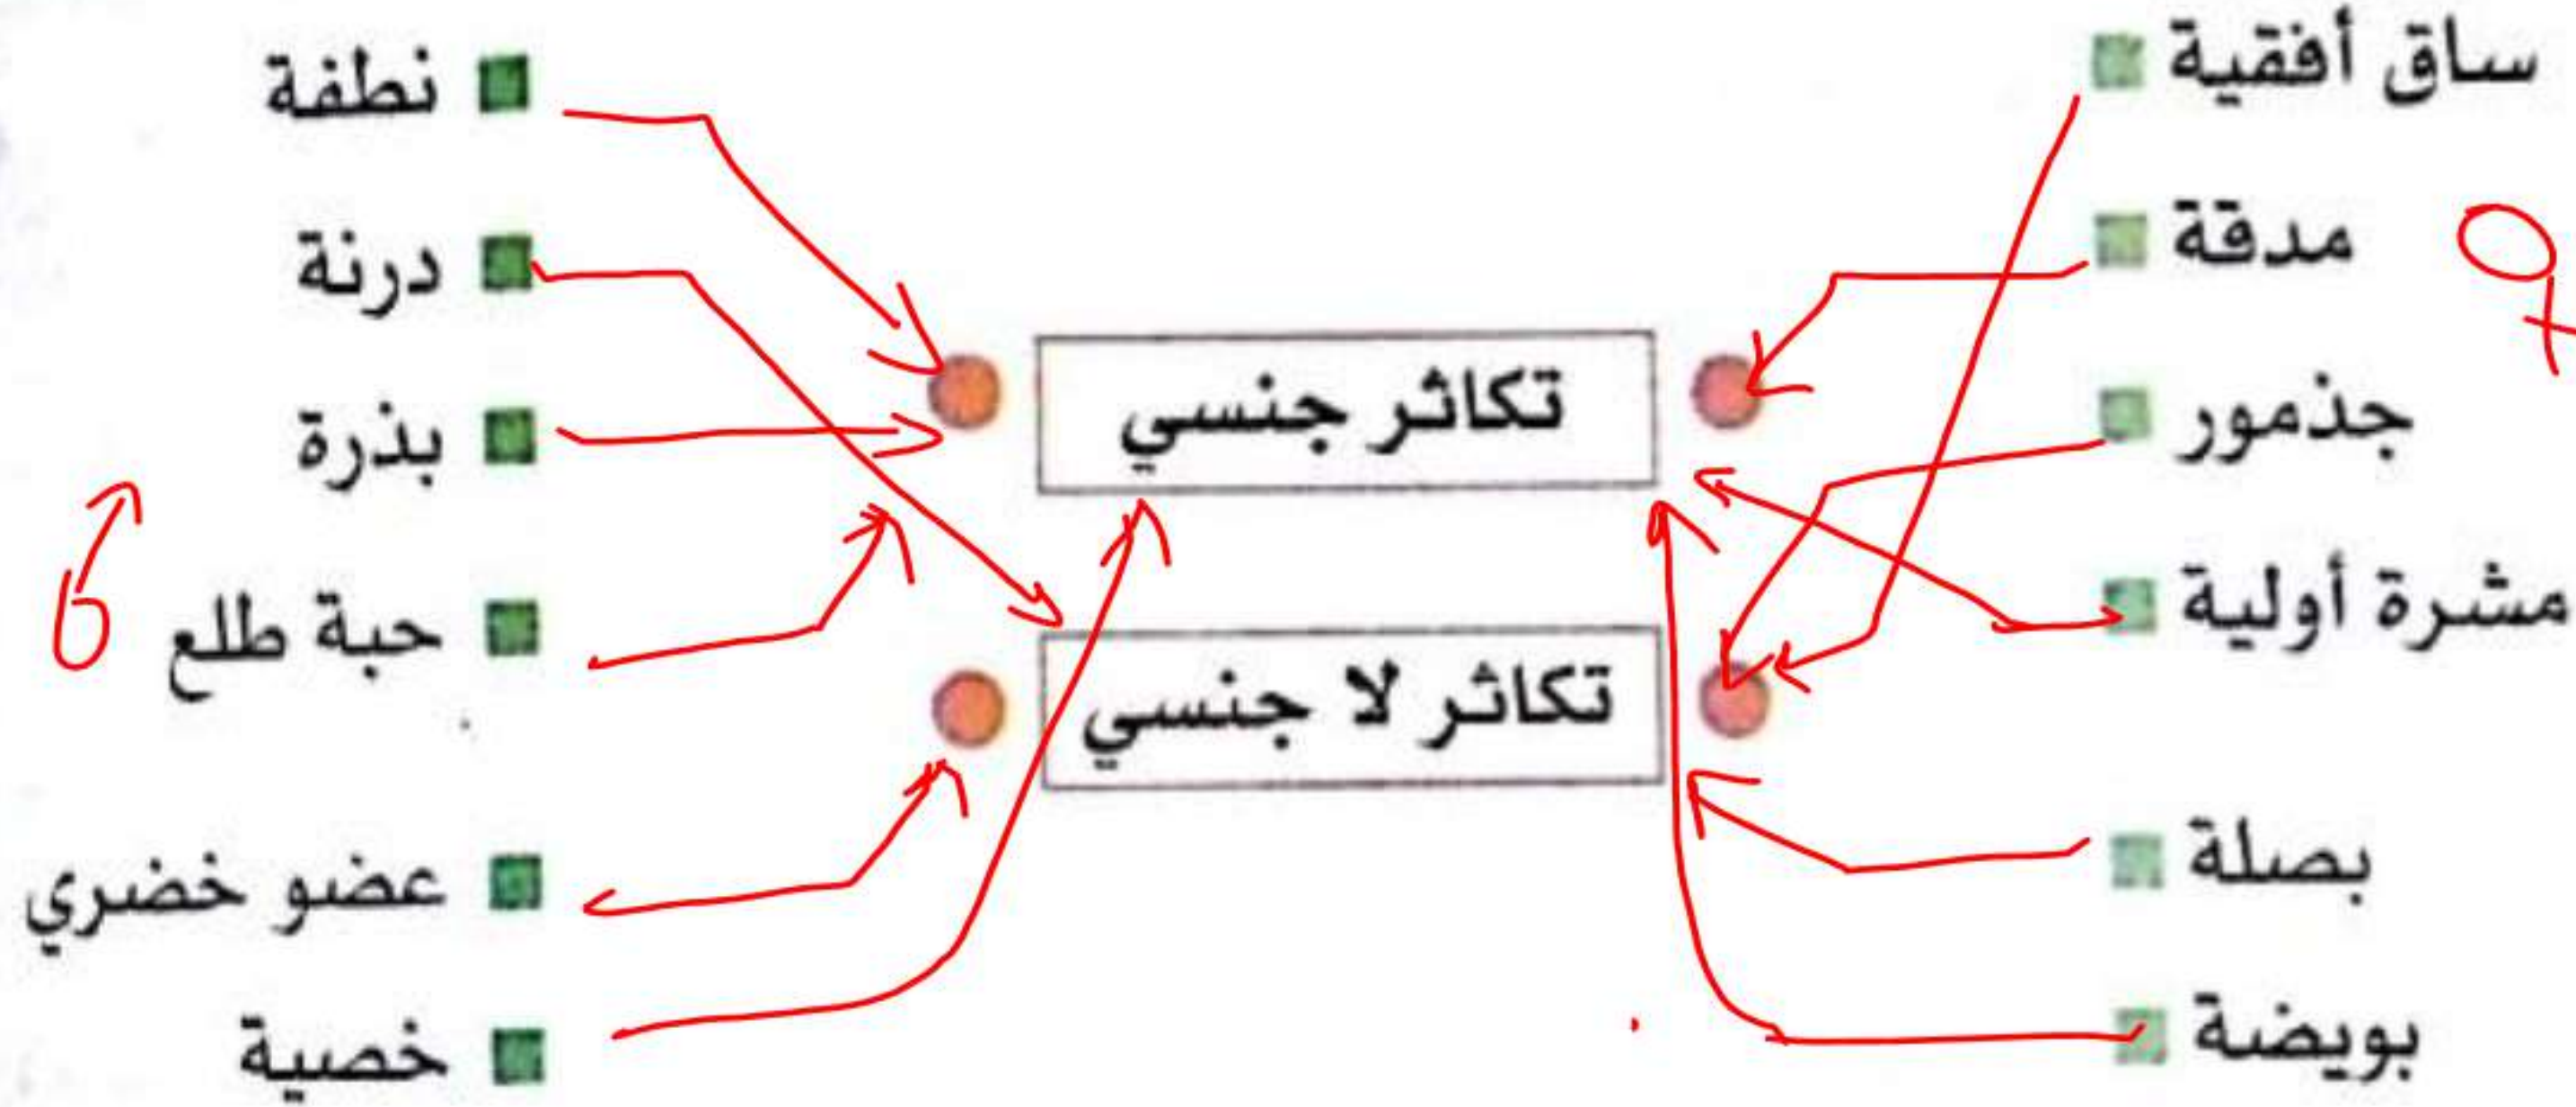 ساق أفقية
مدقة
جذمور
مشرة أولية
بصلة
بويضة
تكاثر جنسي
تكاثر لا جنسي
نطفة
درنة
بذرة
حبة طلع
عضو خضري
خصية